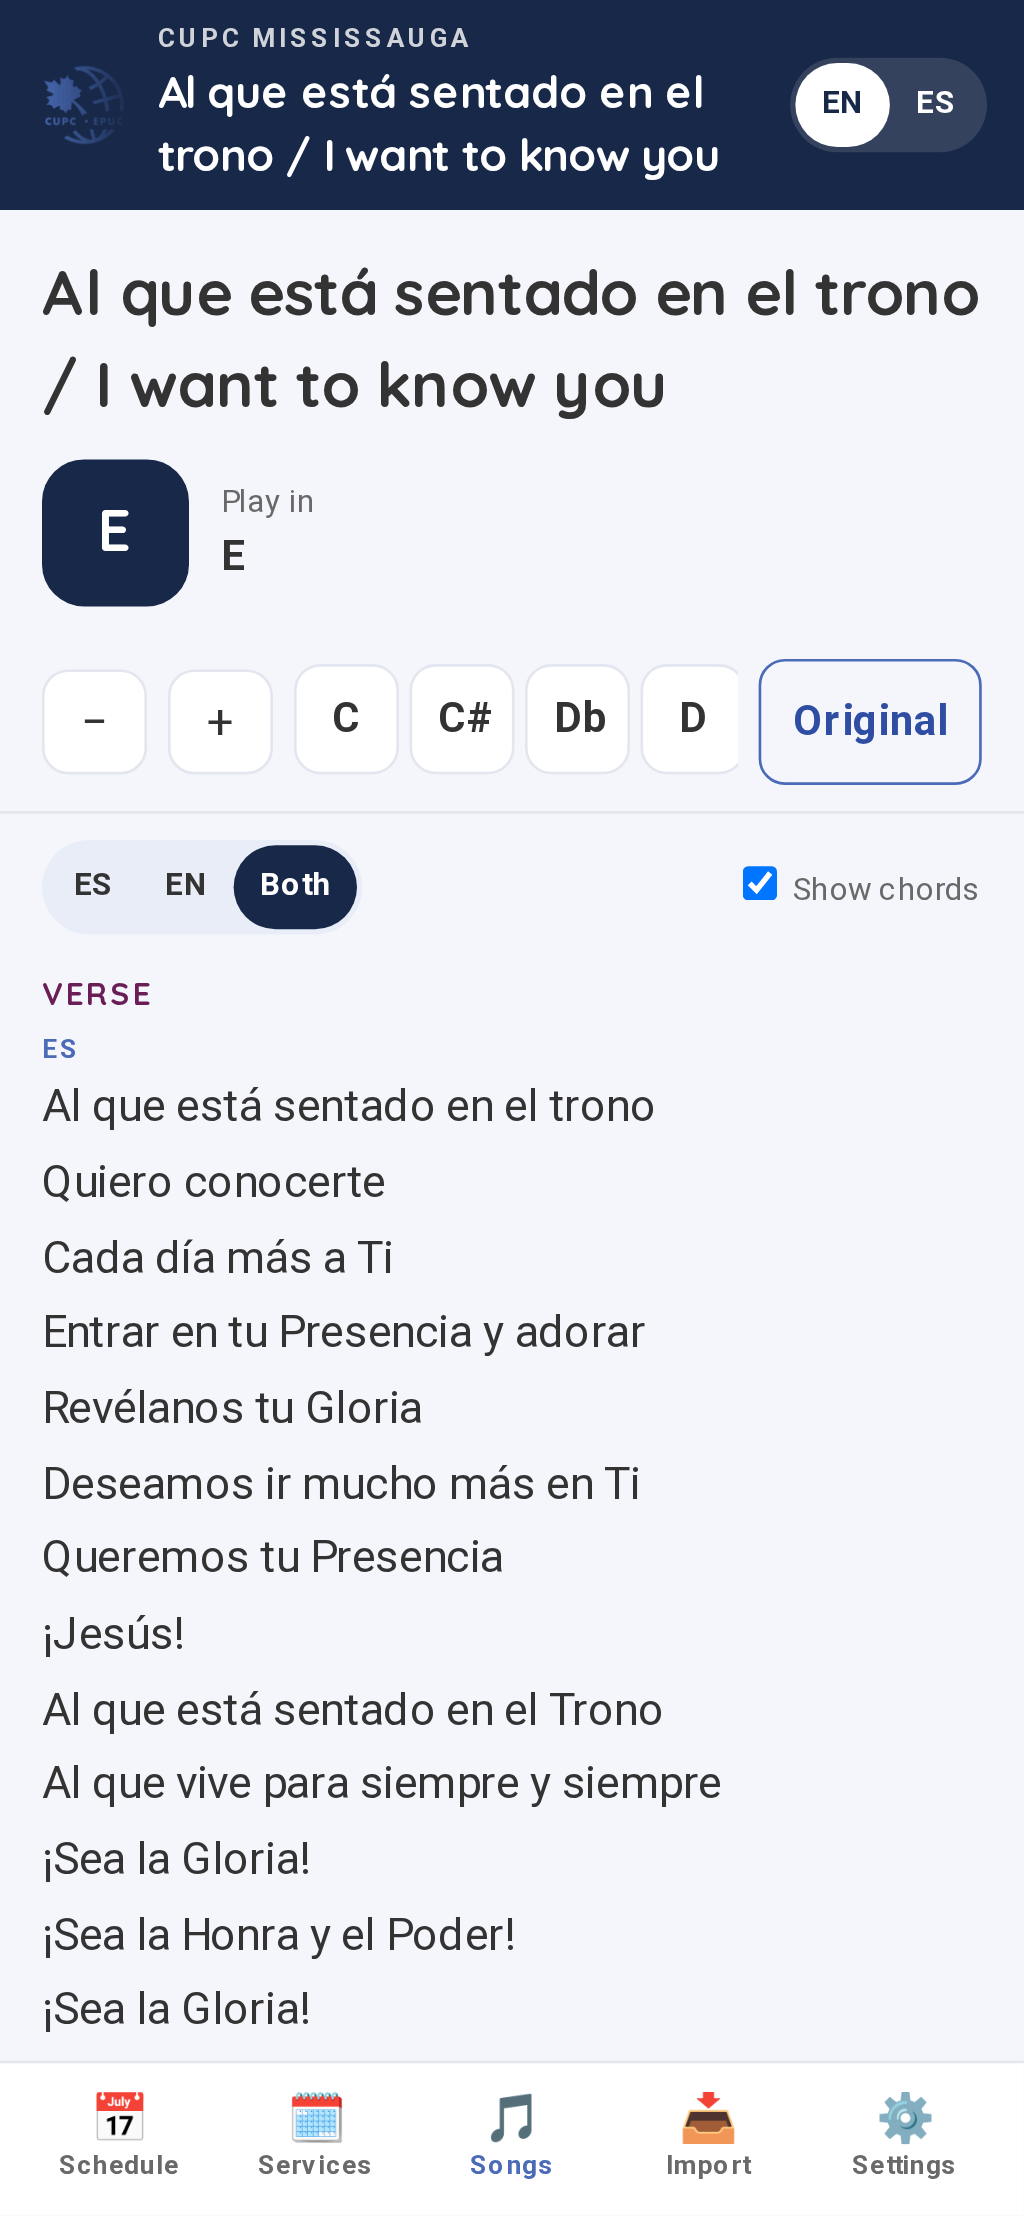 CUPC MISSISSAUGA
Al que está sentado en el
trono / I want to know you
CUPC • EPUC
EN ES
Al que está sentado en el trono
/ I want to know you
E
Play in
E
− + C C# Db D Original
ES EN Both Show chords
VERSE
ES
Al que está sentado en el trono
Quiero conocerte
Cada día más a Ti
Entrar en tu Presencia y adorar
Revélanos tu Gloria
Deseamos ir mucho más en Ti
Queremos tu Presencia
¡Jesús!
Al que está sentado en el Trono
Al que vive para siempre y siempre
¡Sea la Gloria!
¡Sea la Honra y el Poder!
¡Sea la Gloria!
July
17
Schedule Services Songs Import Settings